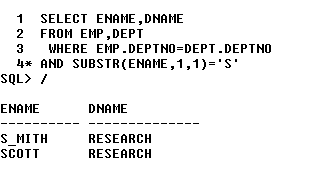 1 SELECT ENAME,DNAME
2 FROM EMP,DEPT
3 WHERE EMP.DEPTNO=DEPT.DEPTNO
4* AND SUBSTR(ENAME,1,1)='S'
SQL> /
ENAME DNAME
---------- --------------
S_MITH RESEARCH
SCOTT RESEARCH